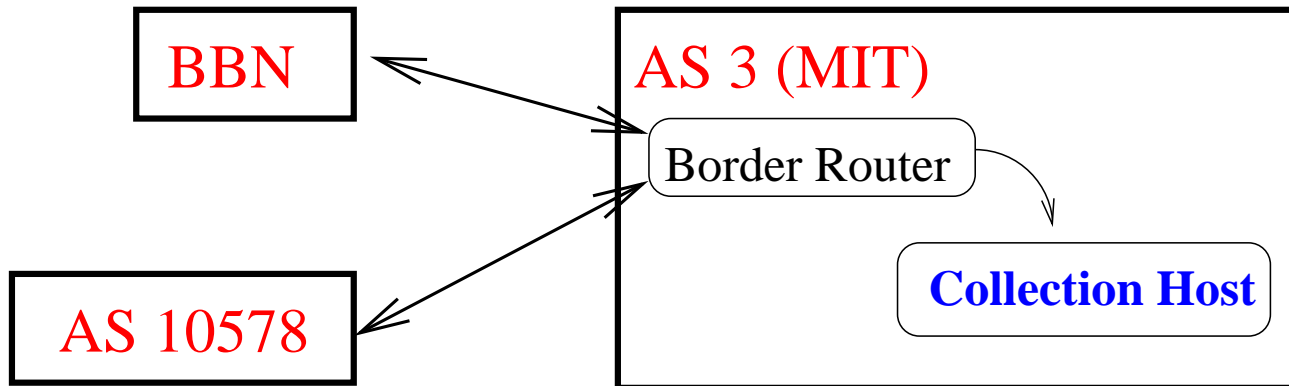 BBN
AS 3 (MIT)
Border Router
Collection Host
AS 10578